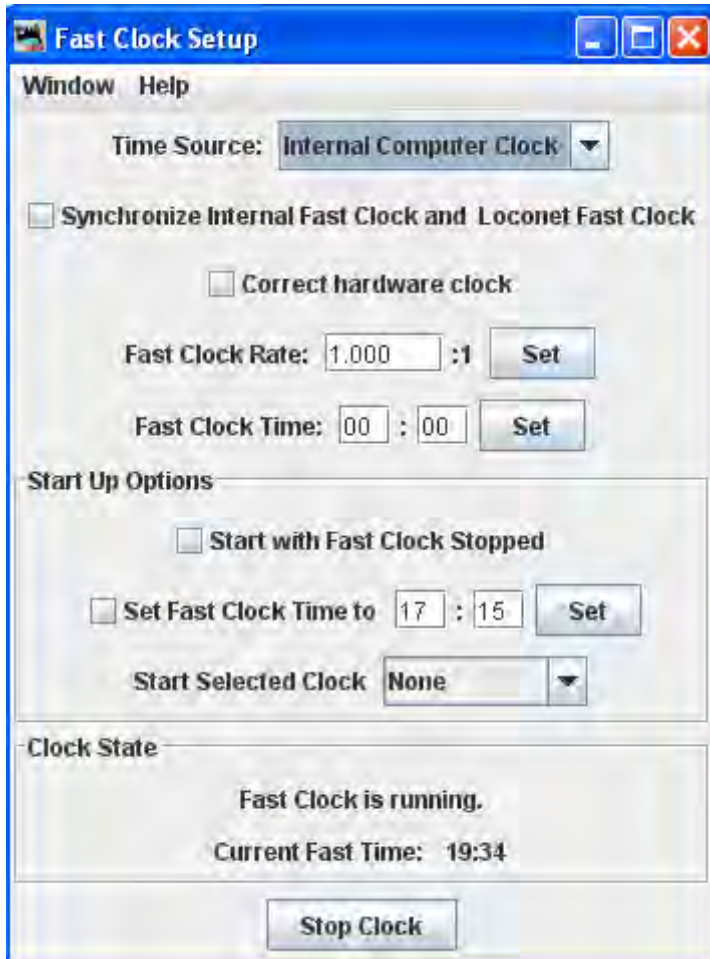 Fast Clock Setup
Window Help
Time Source: Internal Computer Clock
Synchronize Internal Fast Clock and Loconet Fast Clock
Correct hardware clock
Fast Clock Rate: 1.000 :1 Set
Fast Clock Time: 00 : 00 Set
Start Up Options
Start with Fast Clock Stopped
Set Fast Clock Time to 17 : 15 Set
Start Selected Clock None
Clock State
Fast Clock is running.
Current Fast Time: 19:34
Stop Clock